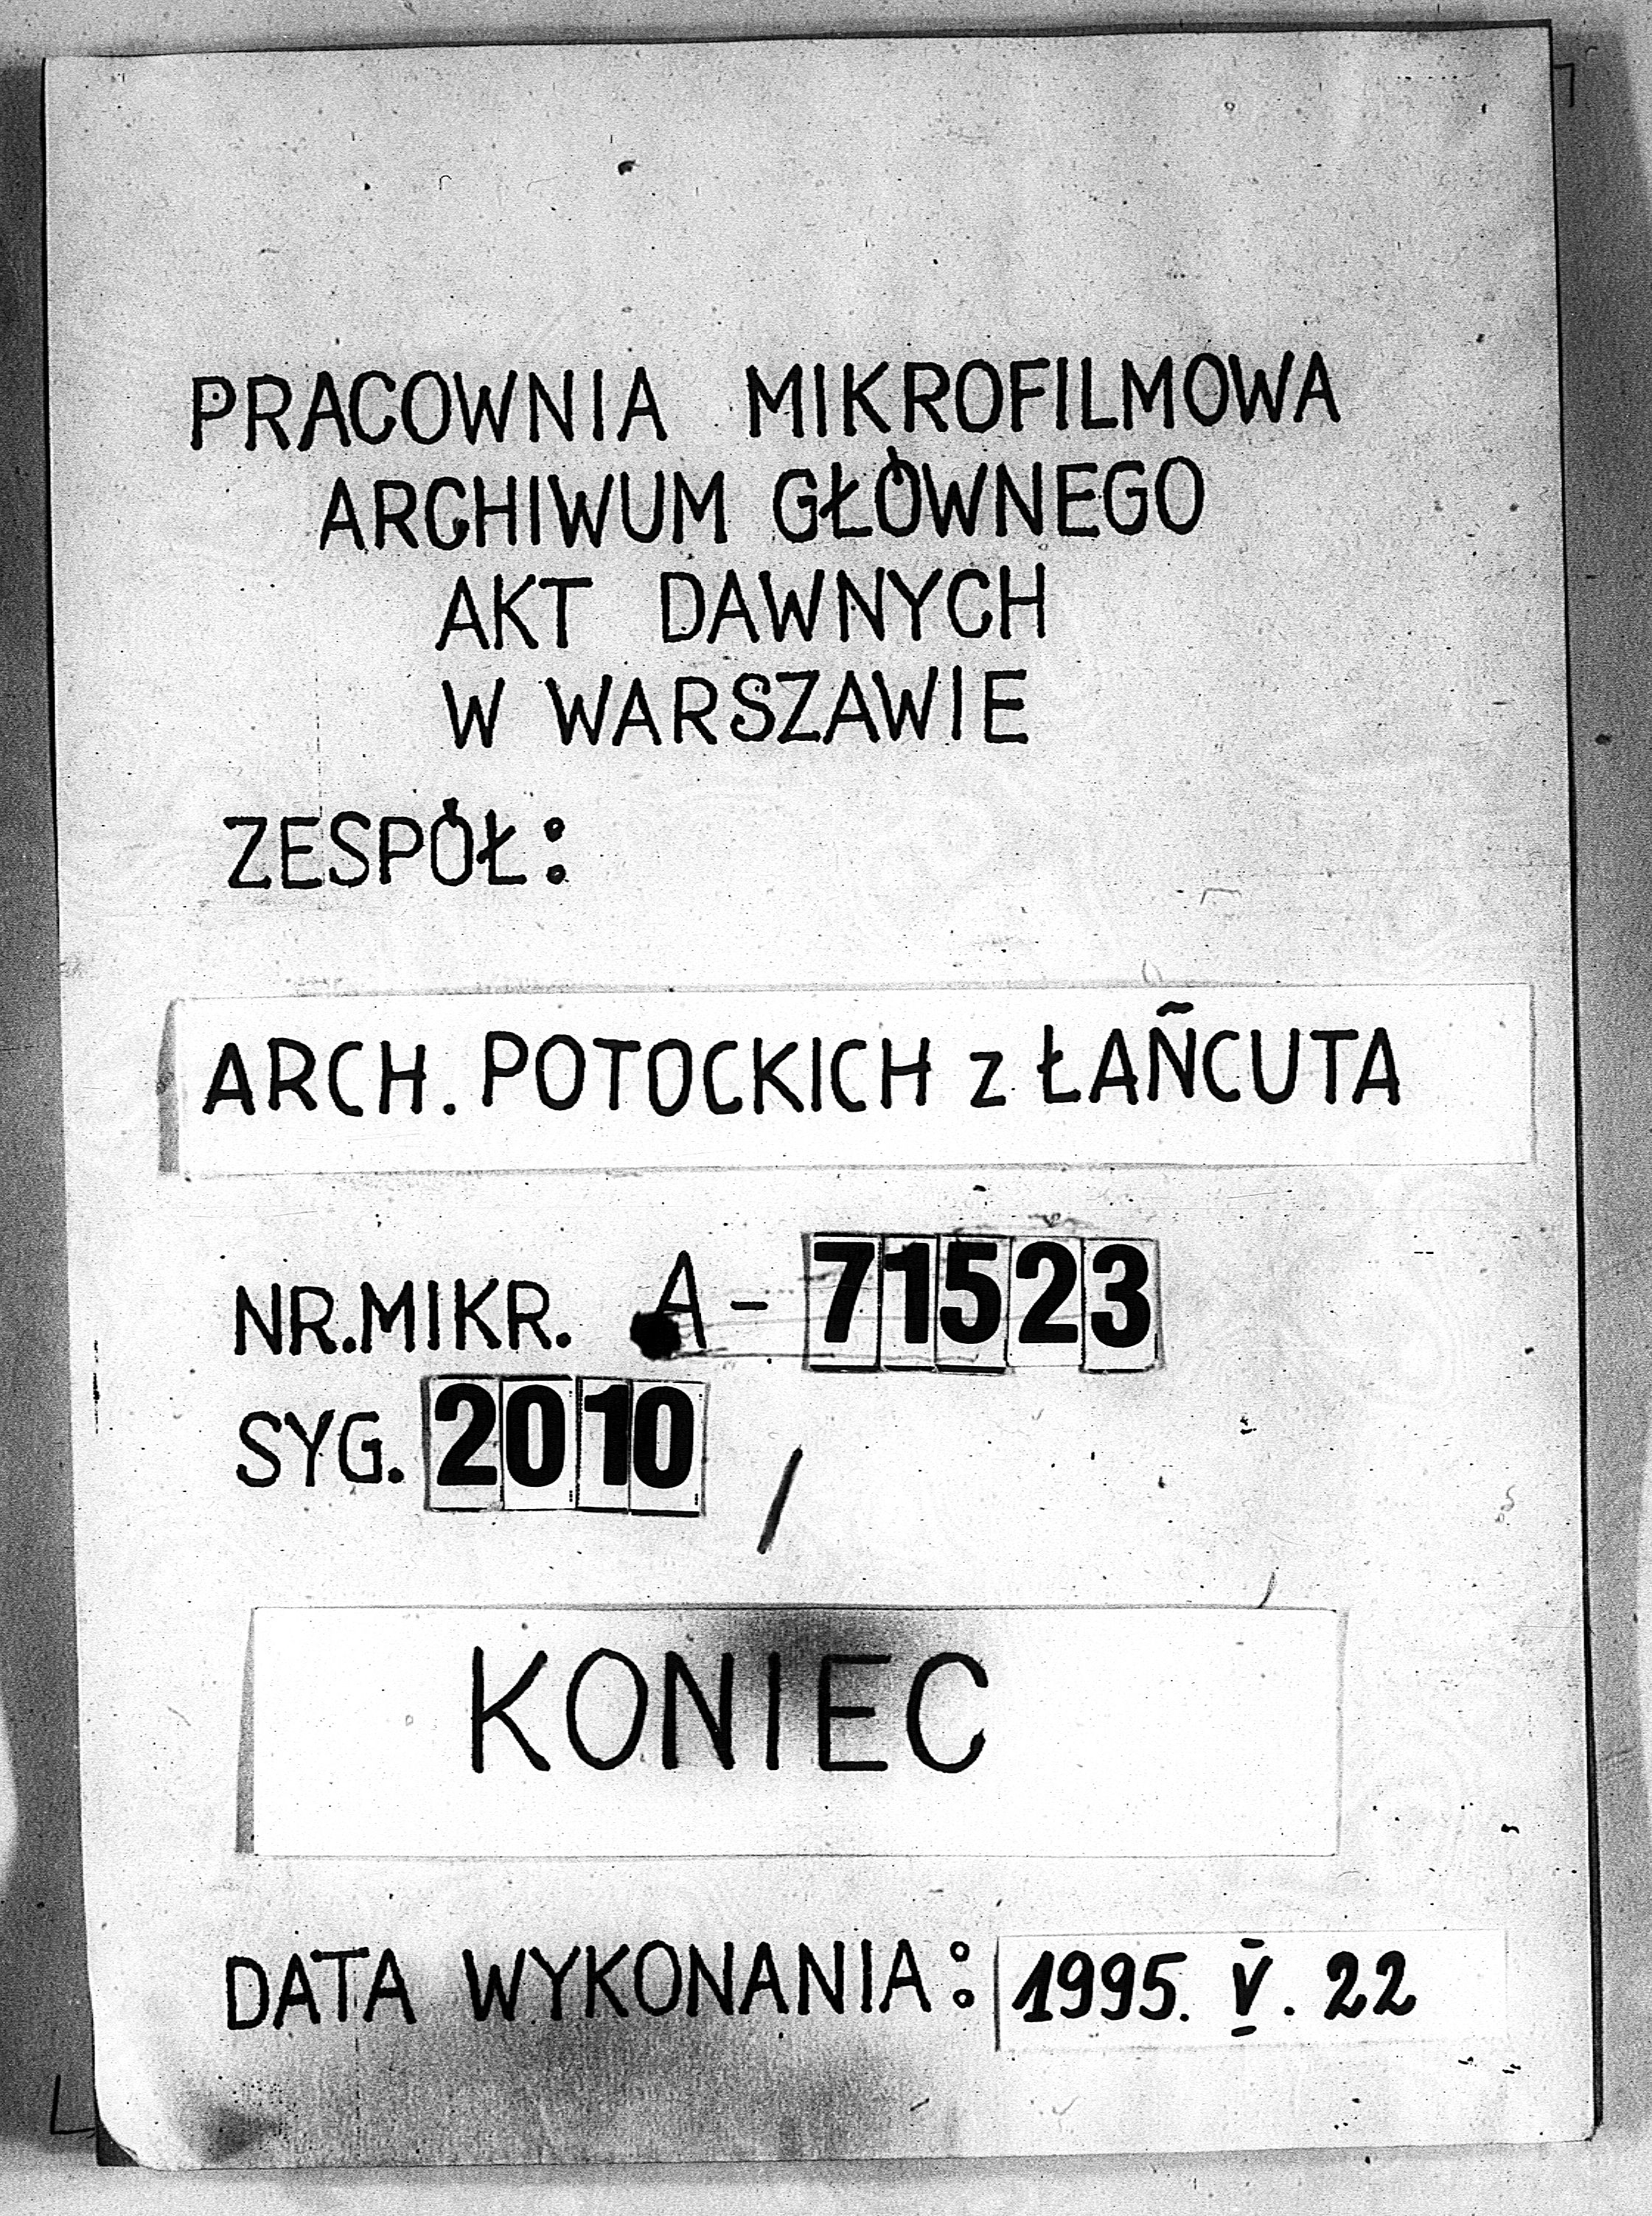 PRACOWNIA MIKROFILMOWA
ARCHIWUM GŁÓWNEGO
AKT DAWNYCH
W WARSZAWIE
ZESPÓŁ:
ARCH. POTOCKICH z ŁAŃCUTA
NR.MIKR. A-71523
SYG. 2010 /
KONIEC
DATA WYKONANIA: 1995. V. 22